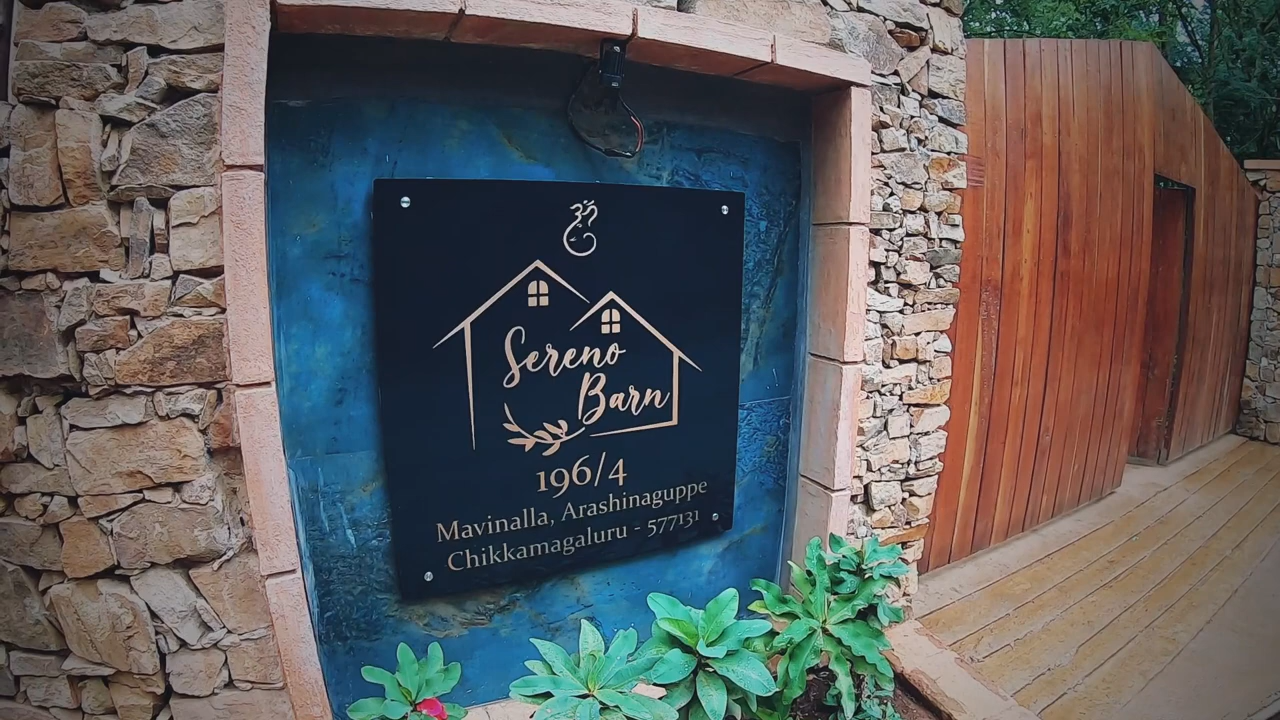 Sereno
Barn
196/4
Mavinalla, Arashinaguppe
Chikkamagaluru - 577131